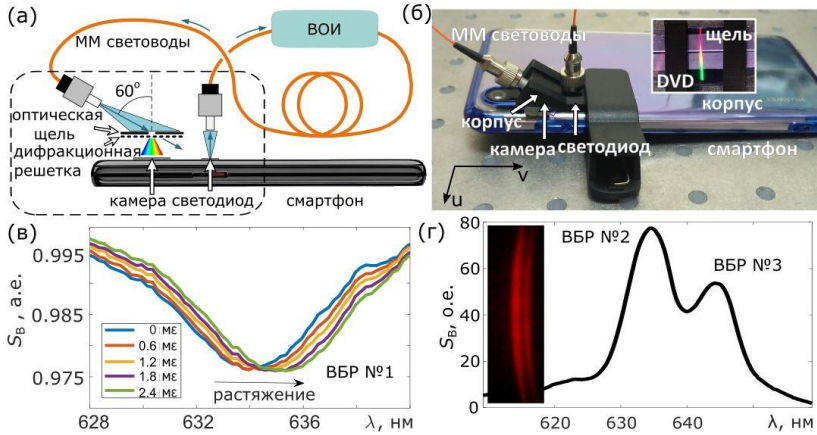 (а)
ММ световоды
ВОИ
60°
оптическая
щель
дифракционная
решетка
камера
светодиод
смартфон
(б)
ММ световоды
щель
DVD
корпус
корпус
камера
светодиод
смартфон
v
u
(в)
S_B, а.е.
0.995
0.985
0.975
0 мε
0.6 мε
1.2 мε
1.8 мε
2.4 мε
ВБР №1
растяжение
628
632
636
λ, нм
(г)
S_B, о.е.
80
60
40
20
0
ВБР №2
ВБР №3
620
630
640
λ, нм